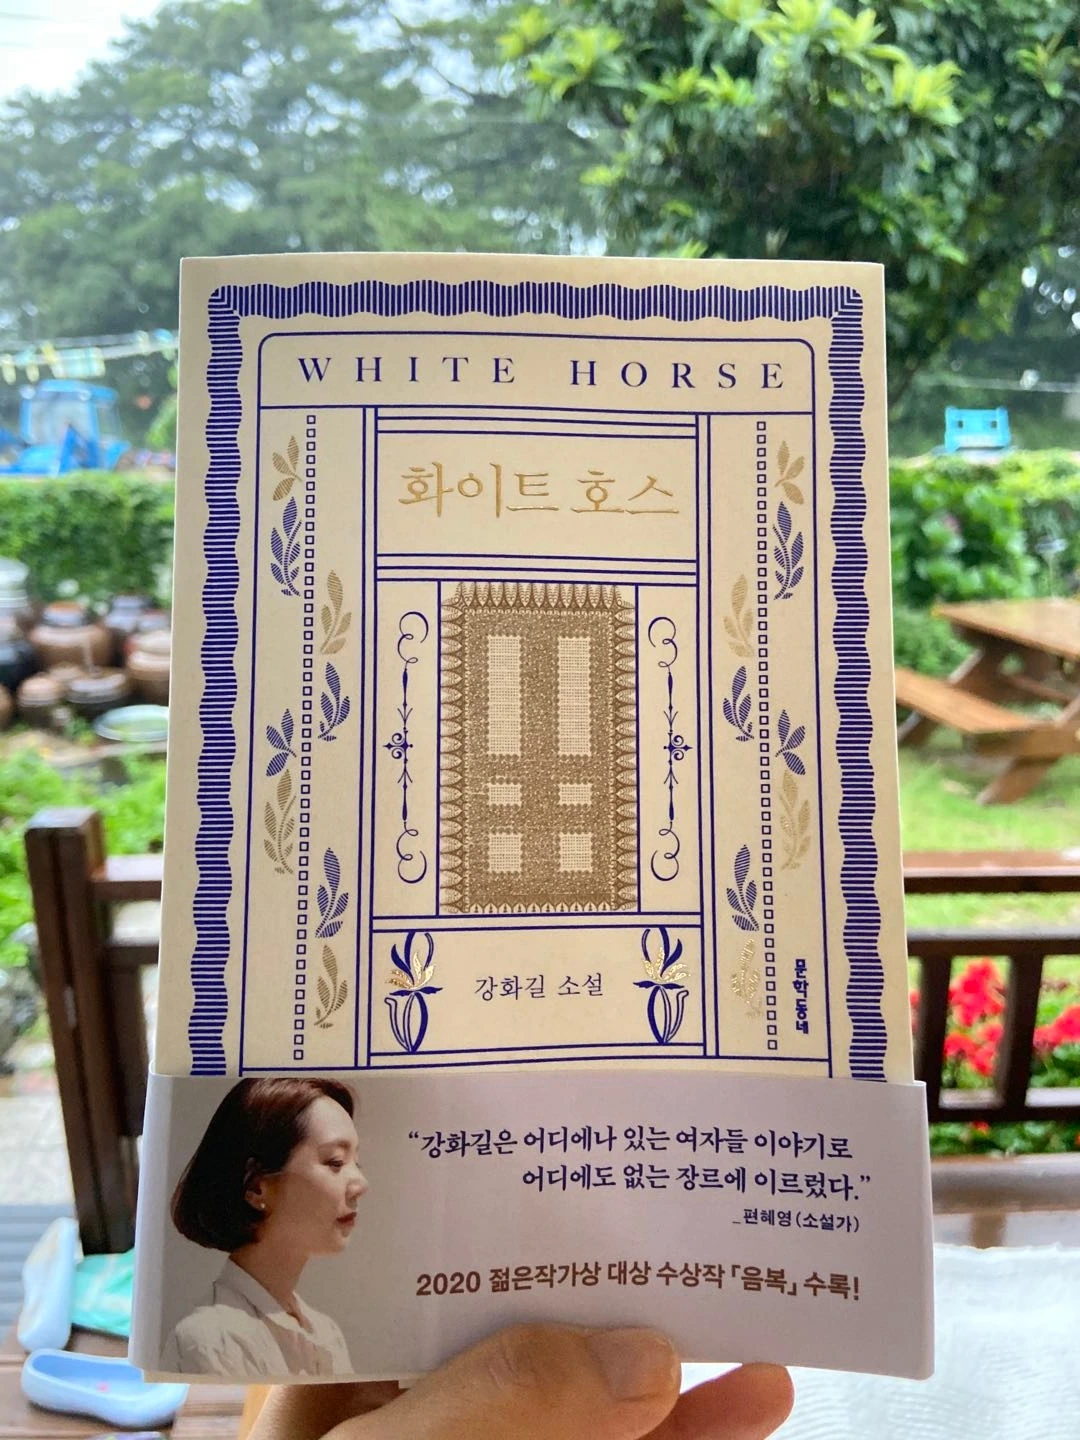 WHITE HORSE
화이트 호스
강화길 소설
문학동네
“강화길은 어디에나 있는 여자들 이야기로
어디에도 없는 장르에 이르렀다.”
_편혜영(소설가)
2020 젊은작가상 대상 수상작 「음복」 수록!